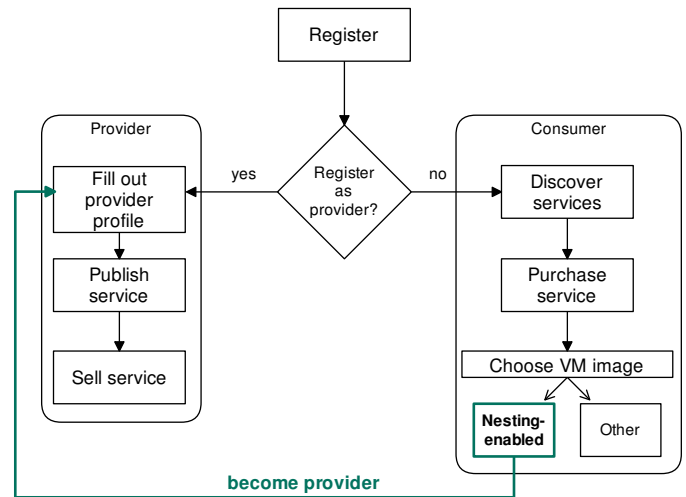 Register
Provider
Consumer
yes
Register
as
provider?
no
Fill out
provider
profile
Discover
services
Publish
service
Purchase
service
Sell service
Choose VM image
Nesting-
enabled
Other
become provider